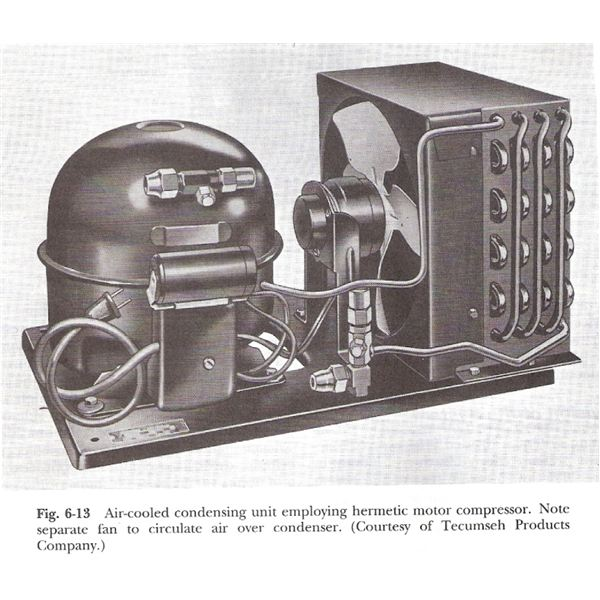 Fig. 6-13 Air-cooled condensing unit employing hermetic motor compressor. Note
separate fan to circulate air over condenser. (Courtesy of Tecumseh Products
Company.)